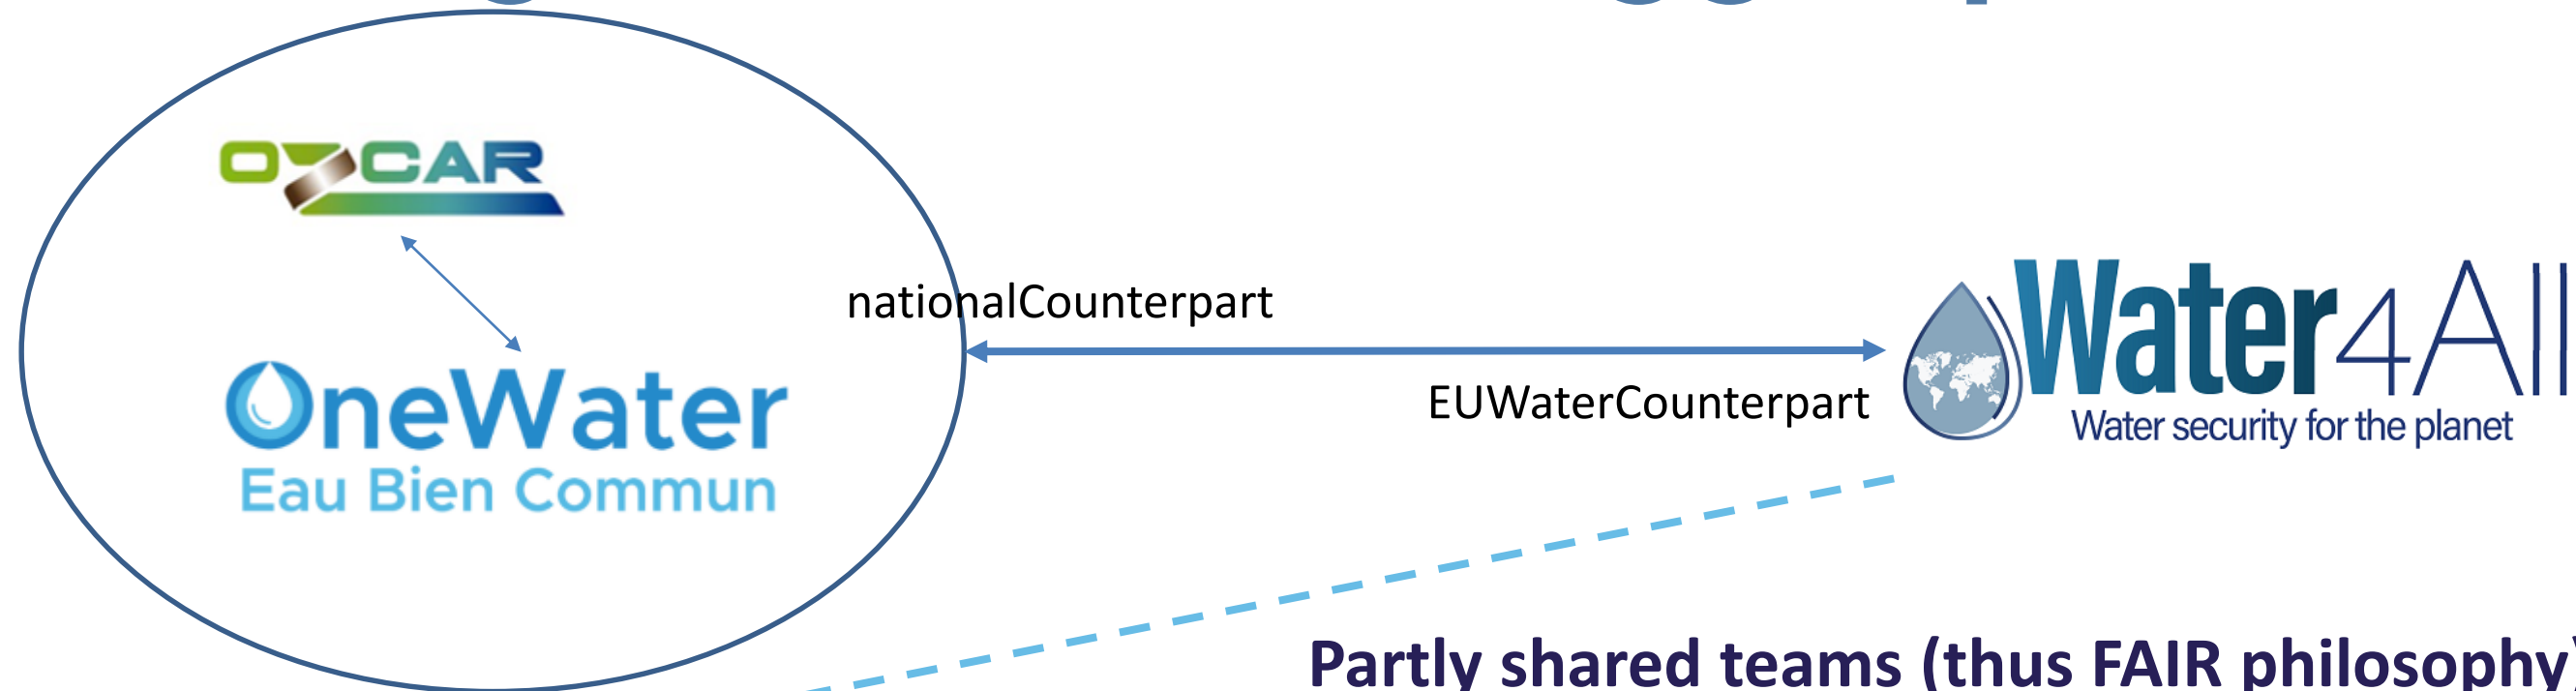 OZCAR
nationalCounterpart
OneWater
Eau Bien Commun
EUWaterCounterpart
Water4All
Water security for the planet
Partly shared teams (thus FAIR philosophy)